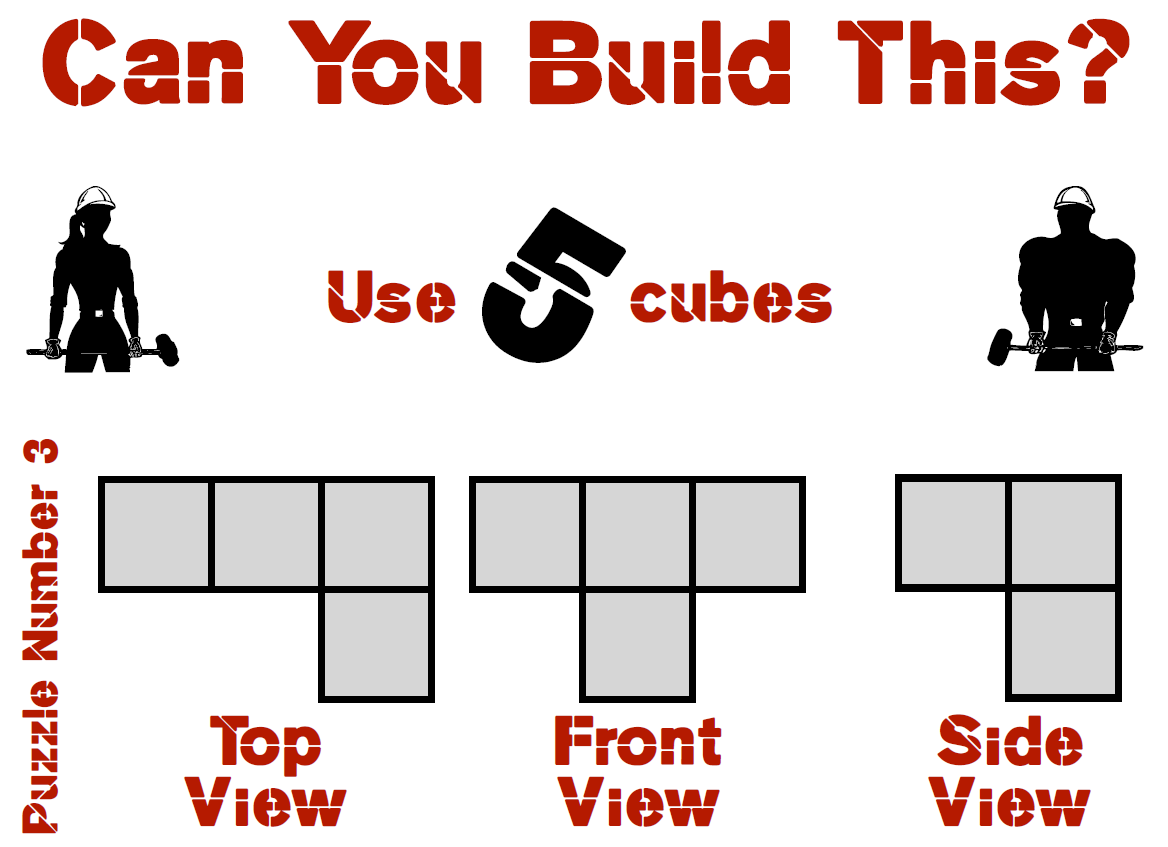 Can You Build This?
Use 5 cubes
Puzzle Number 3
Top View
Front View
Side View